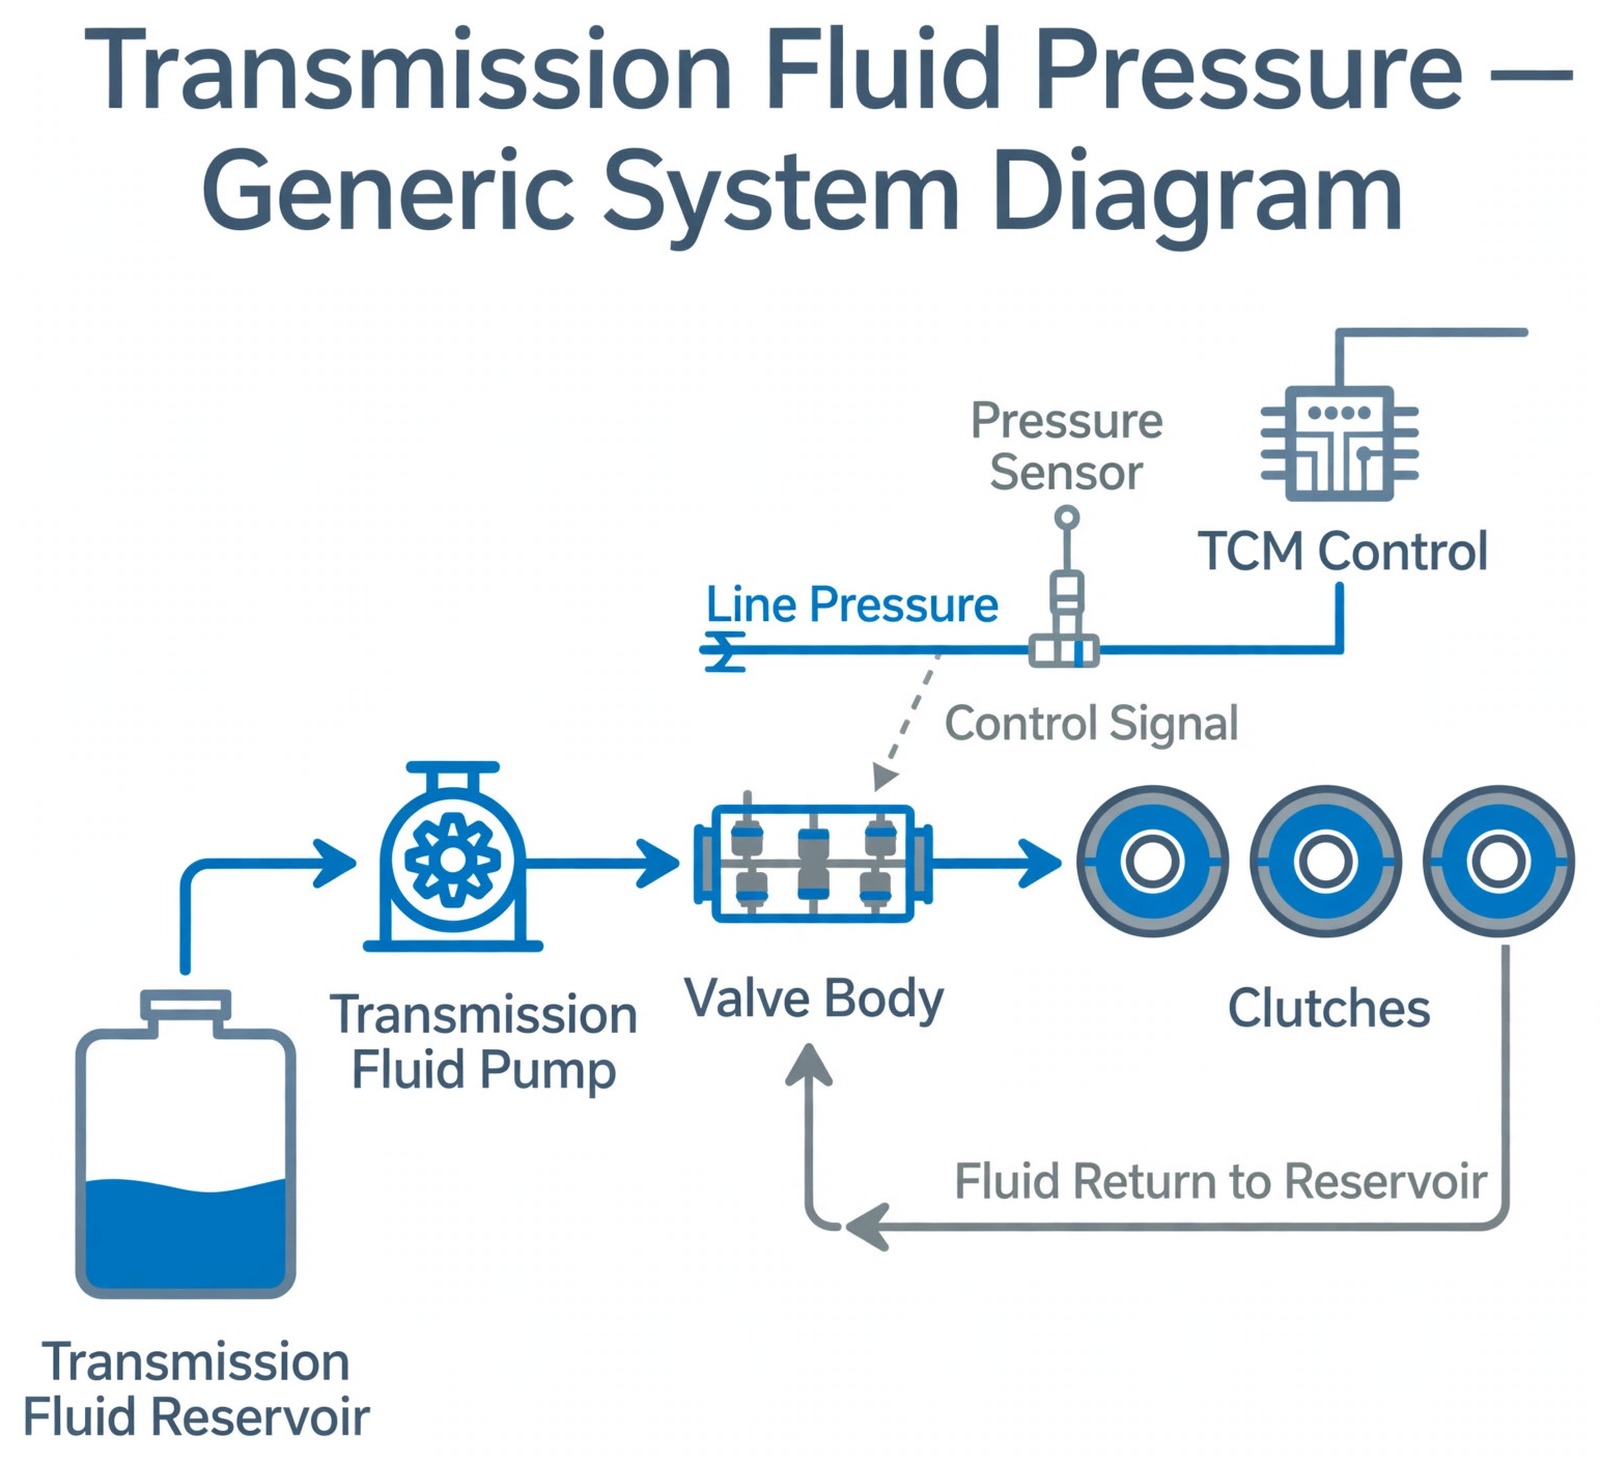 Transmission Fluid Pressure —
Generic System Diagram
Pressure
Sensor
TCM Control
Line Pressure
Control Signal
Transmission
Fluid Pump
Valve Body
Clutches
Fluid Return to Reservoir
Transmission
Fluid Reservoir